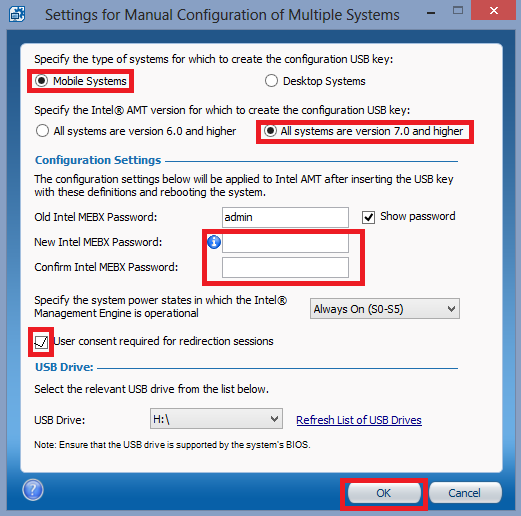 Settings for Manual Configuration of Multiple Systems
Specify the type of systems for which to create the configuration USB key:
Mobile Systems
Desktop Systems
Specify the Intel® AMT version for which to create the configuration USB key:
All systems are version 6.0 and higher
All systems are version 7.0 and higher
Configuration Settings
The configuration settings below will be applied to Intel AMT after inserting the USB key
with these definitions and rebooting the system.
Old Intel MEBX Password:
admin
Show password
New Intel MEBX Password:
Confirm Intel MEBX Password:
Specify the system power states in which the Intel®
Management Engine is operational
Always On (S0-S5)
User consent required for redirection sessions
USB Drive:
Select the relevant USB drive from the list below.
USB Drive:
H:\
Refresh List of USB Drives
Note: Ensure that the USB drive is supported by the system's BIOS.
OK
Cancel